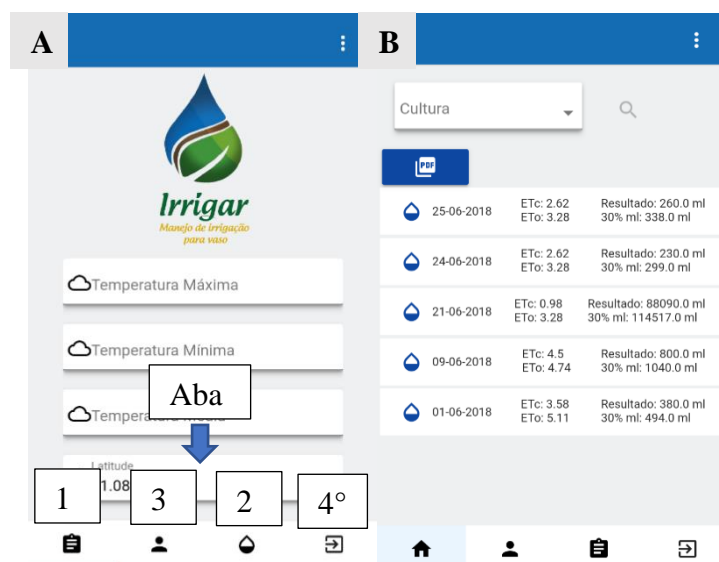 A
Irrigar
Manejo de irrigação
para vaso
Temperatura Máxima
Temperatura Mínima
Aba
Latitude
1
3
2
4°
B
Cultura
PDF
25-06-2018 ETc: 2.62 Resultado: 260.0 ml
ETo: 3.28 30% ml: 338.0 ml
24-06-2018 ETc: 2.62 Resultado: 230.0 ml
ETo: 3.28 30% ml: 299.0 ml
21-06-2018 ETc: 0.98 Resultado: 88090.0 ml
ETo: 3.28 30% ml: 114517.0 ml
09-06-2018 ETc: 4.5 Resultado: 800.0 ml
ETo: 4.74 30% ml: 1040.0 ml
01-06-2018 ETc: 3.58 Resultado: 380.0 ml
ETo: 5.11 30% ml: 494.0 ml